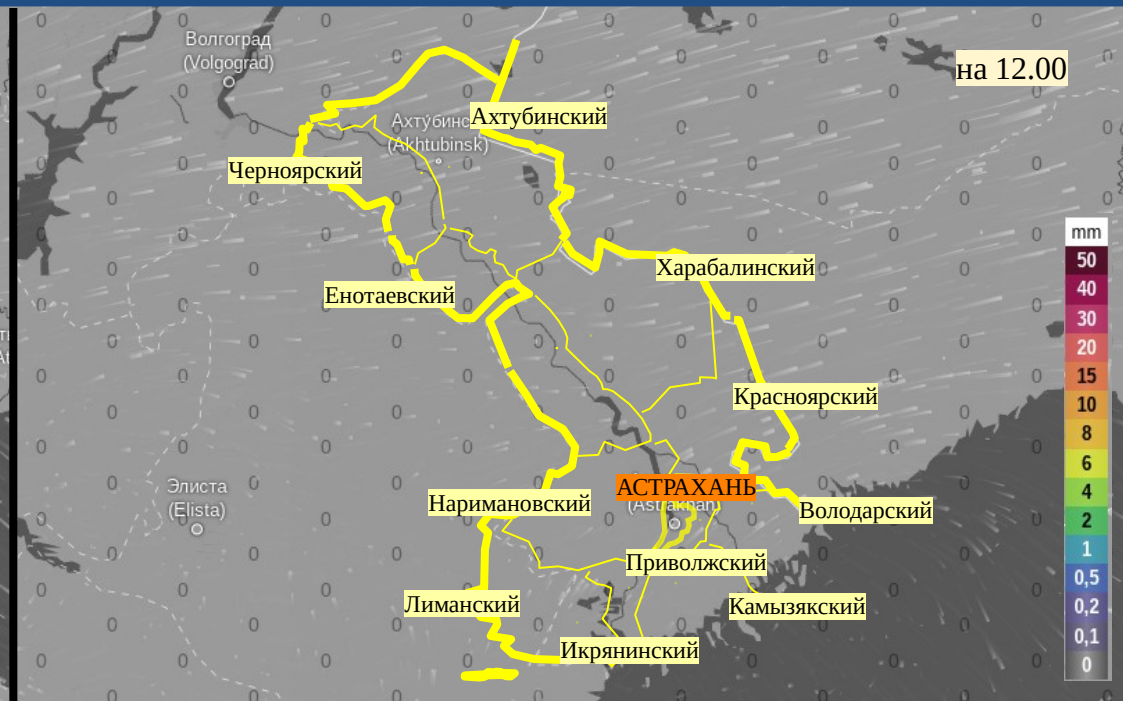 Волгоград
(Volgograd)
на 12.00
Ахтубинский
(Akhtubinsk)
Черноярский
mm
50
40
30
20
15
10
8
6
4
2
1
0,5
0,2
0,1
0
Харабалинский
Енотаевский
Красноярский
Элиста
(Elista)
АСТРАХАНЬ
(Astrakhan)
Наримановский
Володарский
Приволжский
Лиманский
Камызякский
Икрянинский